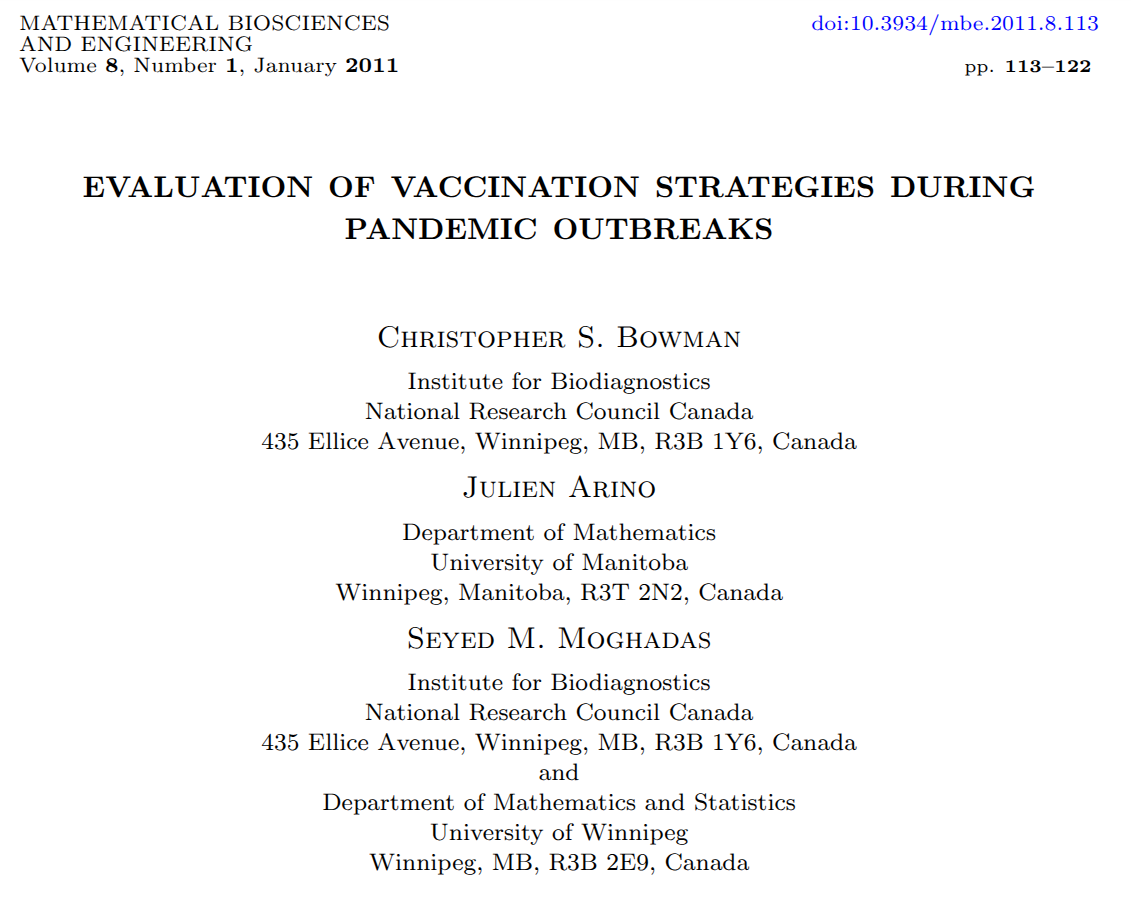 MATHEMATICAL BIOSCIENCES
AND ENGINEERING
Volume 8, Number 1, January 2011
doi:10.3934/mbe.2011.8.113
pp. 113–122
EVALUATION OF VACCINATION STRATEGIES DURING
PANDEMIC OUTBREAKS
Christopher S. Bowman
Institute for Biodiagnostics
National Research Council Canada
435 Ellice Avenue, Winnipeg, MB, R3B 1Y6, Canada
Julien Arino
Department of Mathematics
University of Manitoba
Winnipeg, Manitoba, R3T 2N2, Canada
Seyed M. Moghadas
Institute for Biodiagnostics
National Research Council Canada
435 Ellice Avenue, Winnipeg, MB, R3B 1Y6, Canada
and
Department of Mathematics and Statistics
University of Winnipeg
Winnipeg, MB, R3B 2E9, Canada